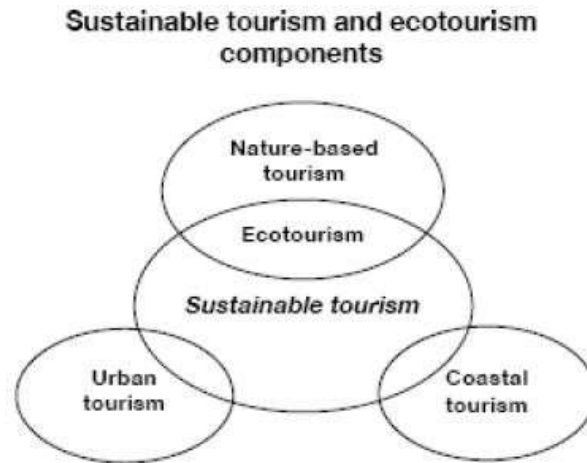 Sustainable tourism and ecotourism
components
Nature-based
tourism
Ecotourism
Sustainable tourism
Urban
tourism
Coastal
tourism